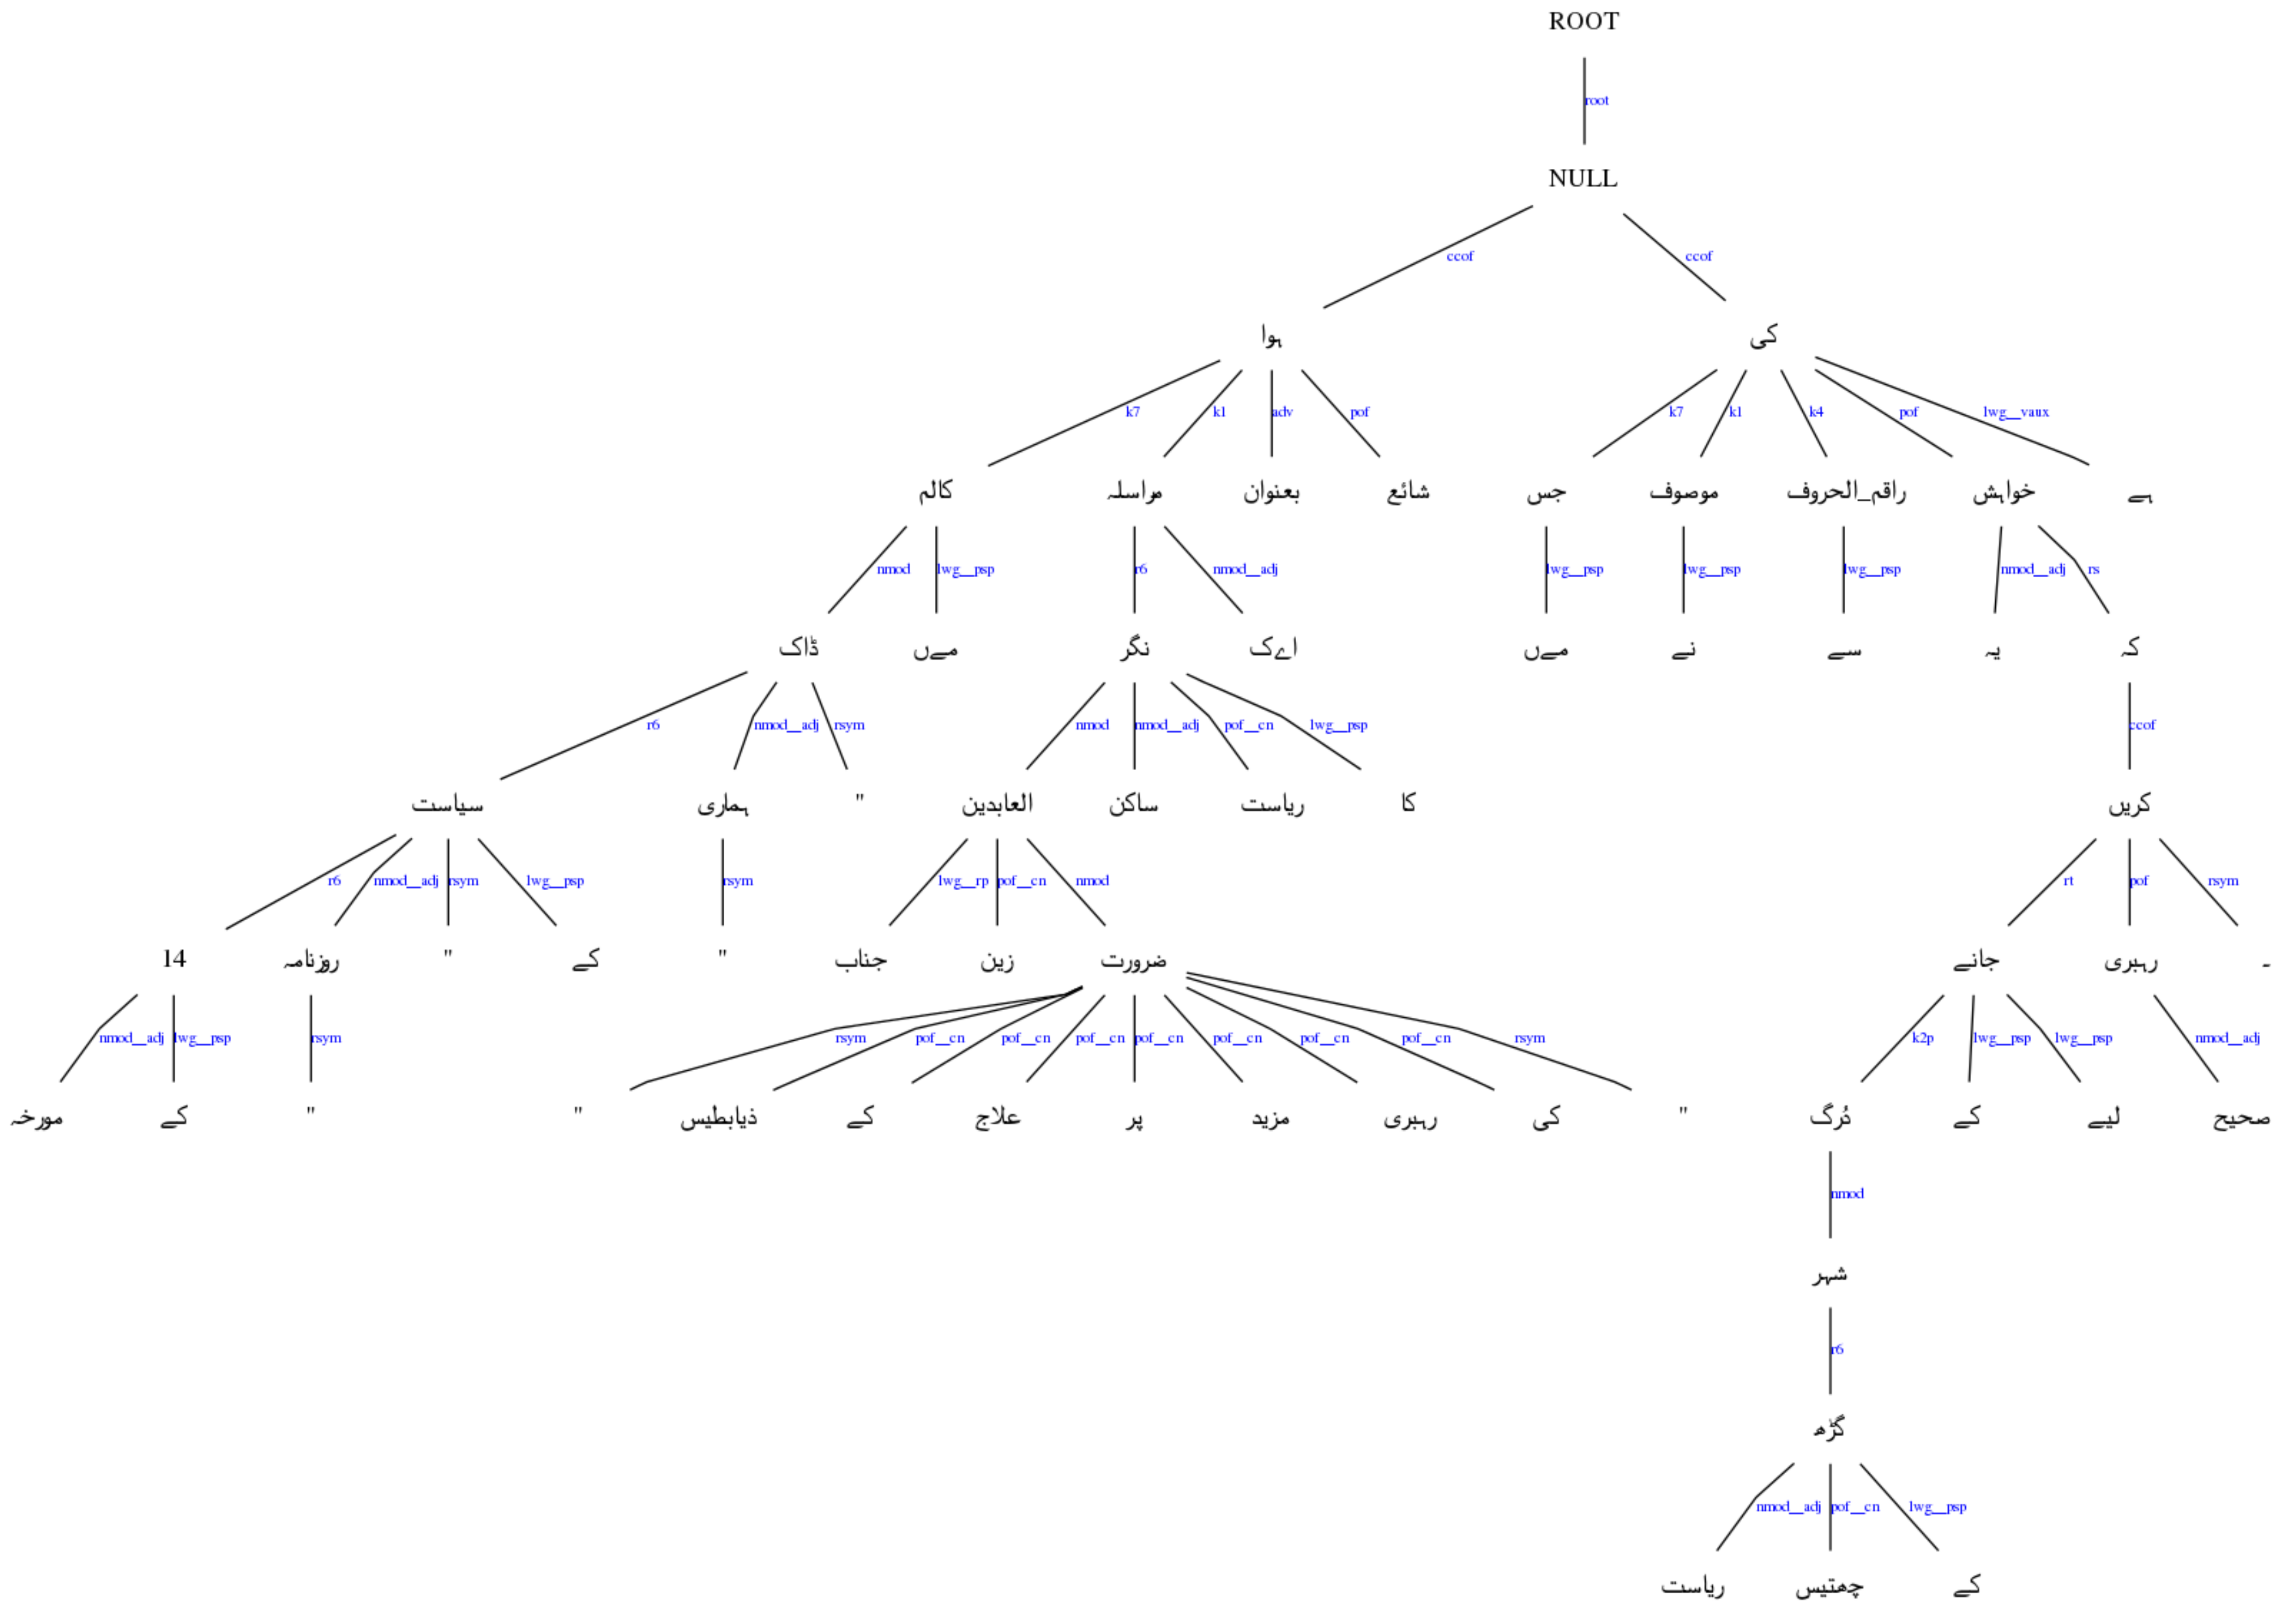 ROOT
root
NULL
ccof ccof
ہوا کی
k7 k1 adv pof k7 k1 k4 pof lwg__vaux
کالم مراسلہ بعنوان شائع جس موصوف راقم_الحروف خواہش ہے
nmod lwg__psp r6 nmod__adj lwg__psp lwg__psp lwg__psp nmod__adj rs
ڈاک مےں نگر اےک مےں نے سے یہ کہ
r6 nmod__adj rsym nmod nmod__adj pof__cn lwg__psp ccof
سیاست ہماری " العابدین ساکن ریاست کا کریں
r6 nmod__adj rsym lwg__psp rsym lwg__rp pof__cn nmod rt pof rsym
14 روزنامہ " کے " جناب زین ضرورت جانے رہبری ۔
nmod__adj lwg__psp rsym rsym pof__cn pof__cn pof__cn pof__cn pof__cn pof__cn pof__cn rsym k2p lwg__psp lwg__psp nmod__adj
مورخہ کے " " ذیابطیس کے علاج پر مزید رہبری کی " دُرگ کے لیے صحیح
nmod
شہر
r6
گڑھ
nmod__adj pof__cn lwg__psp
ریاست چھتیس کے